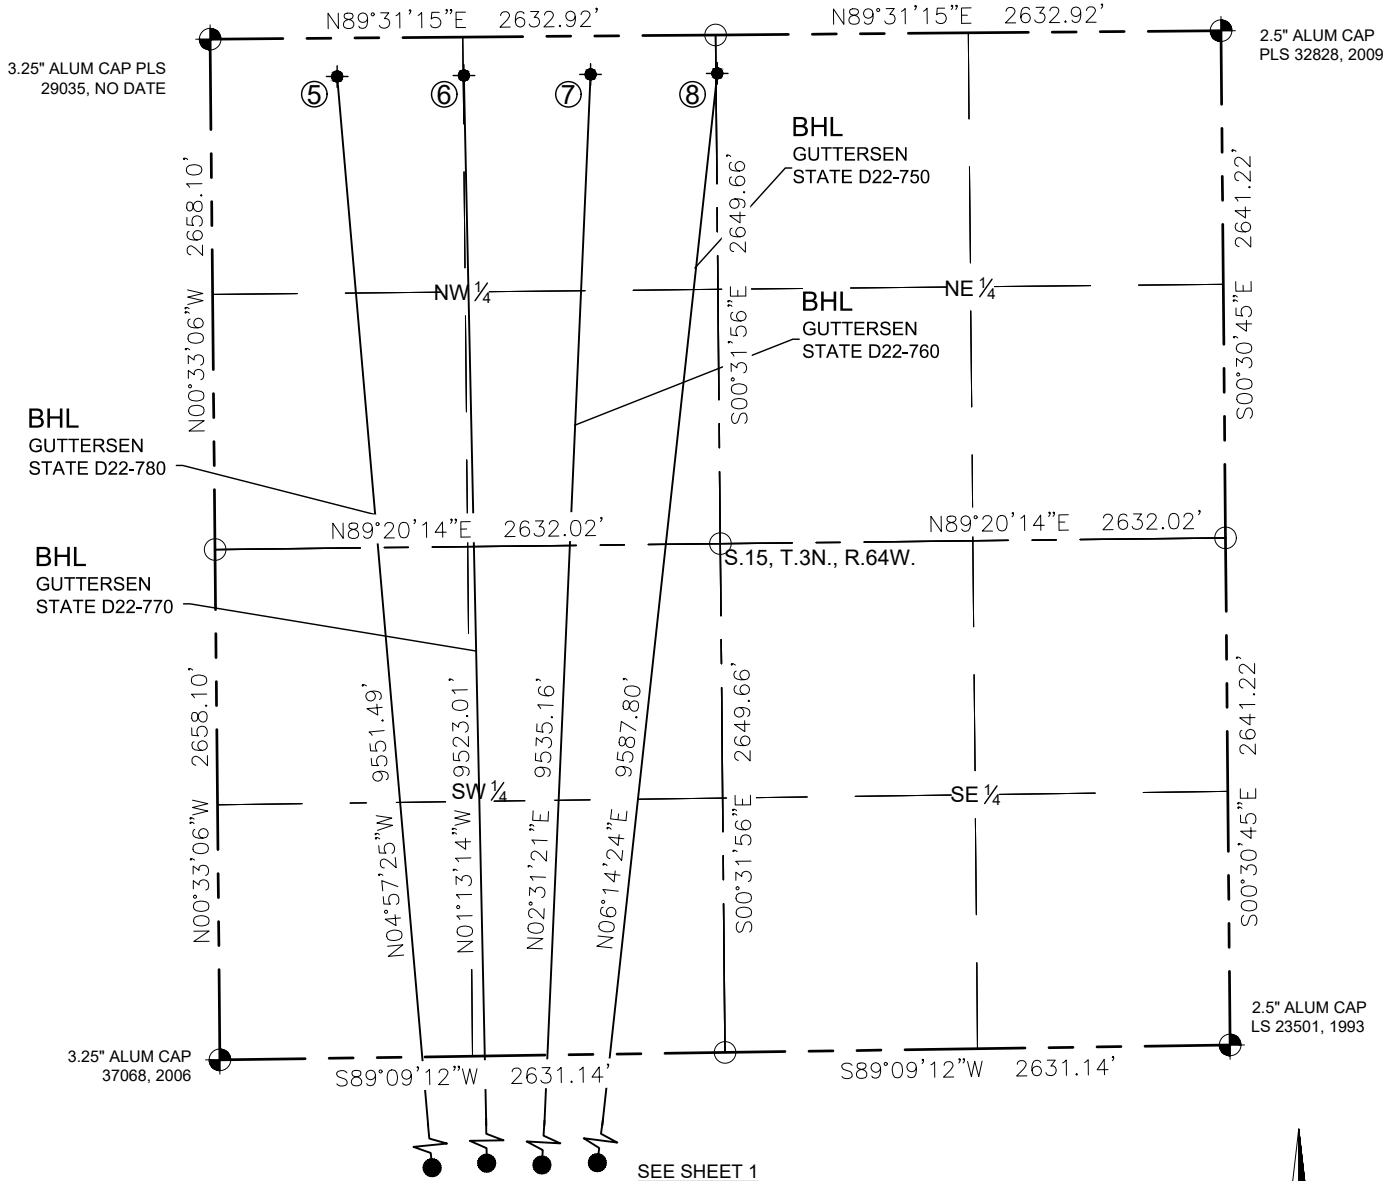 N89°31'15"E 2632.92'
N89°31'15"E 2632.92'
3.25" ALUM CAP PLS
29035, NO DATE
2.5" ALUM CAP
PLS 32828, 2009
5
6
7
8
BHL
GUTTERSEN
STATE D22-750
N00°33'06"W 2658.10'
S00°31'56"E 2649.66'
S00°30'45"E 2641.22'
NW 1/4
NE 1/4
BHL
GUTTERSEN
STATE D22-760
BHL
GUTTERSEN
STATE D22-780
N89°20'14"E 2632.02'
N89°20'14"E 2632.02'
S.15, T.3N., R.64W.
BHL
GUTTERSEN
STATE D22-770
N00°33'06"W 2658.10'
N04°57'25"W 9551.49'
N01°13'14"W 9523.01'
N02°31'21"E 9535.16'
N06°14'24"E 9587.80'
S00°31'56"E 2649.66'
S00°30'45"E 2641.22'
SW 1/4
SE 1/4
3.25" ALUM CAP
37068, 2006
2.5" ALUM CAP
LS 23501, 1993
S89°09'12"W 2631.14'
S89°09'12"W 2631.14'
SEE SHEET 1